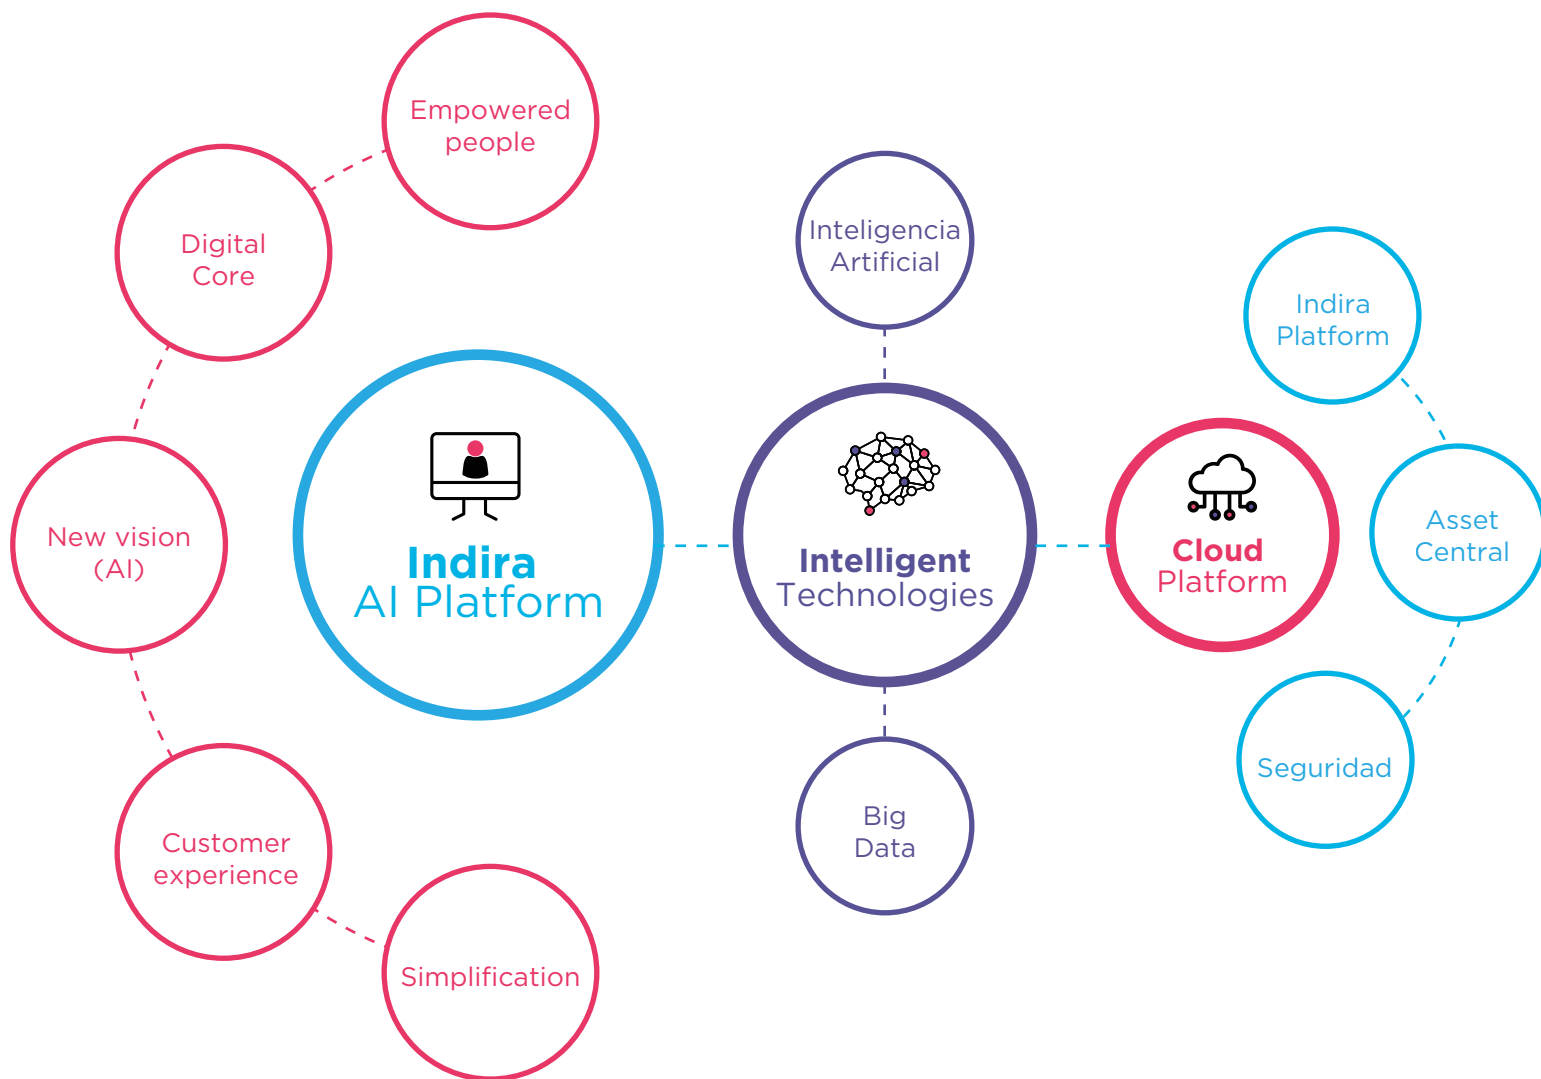 Empowered
people
Digital
Core
New vision
(AI)
Customer
experience
Simplification
Indira
AI Platform
Inteligencia
Artificial
Intelligent
Technologies
Big
Data
Cloud
Platform
Indira
Platform
Asset
Central
Seguridad